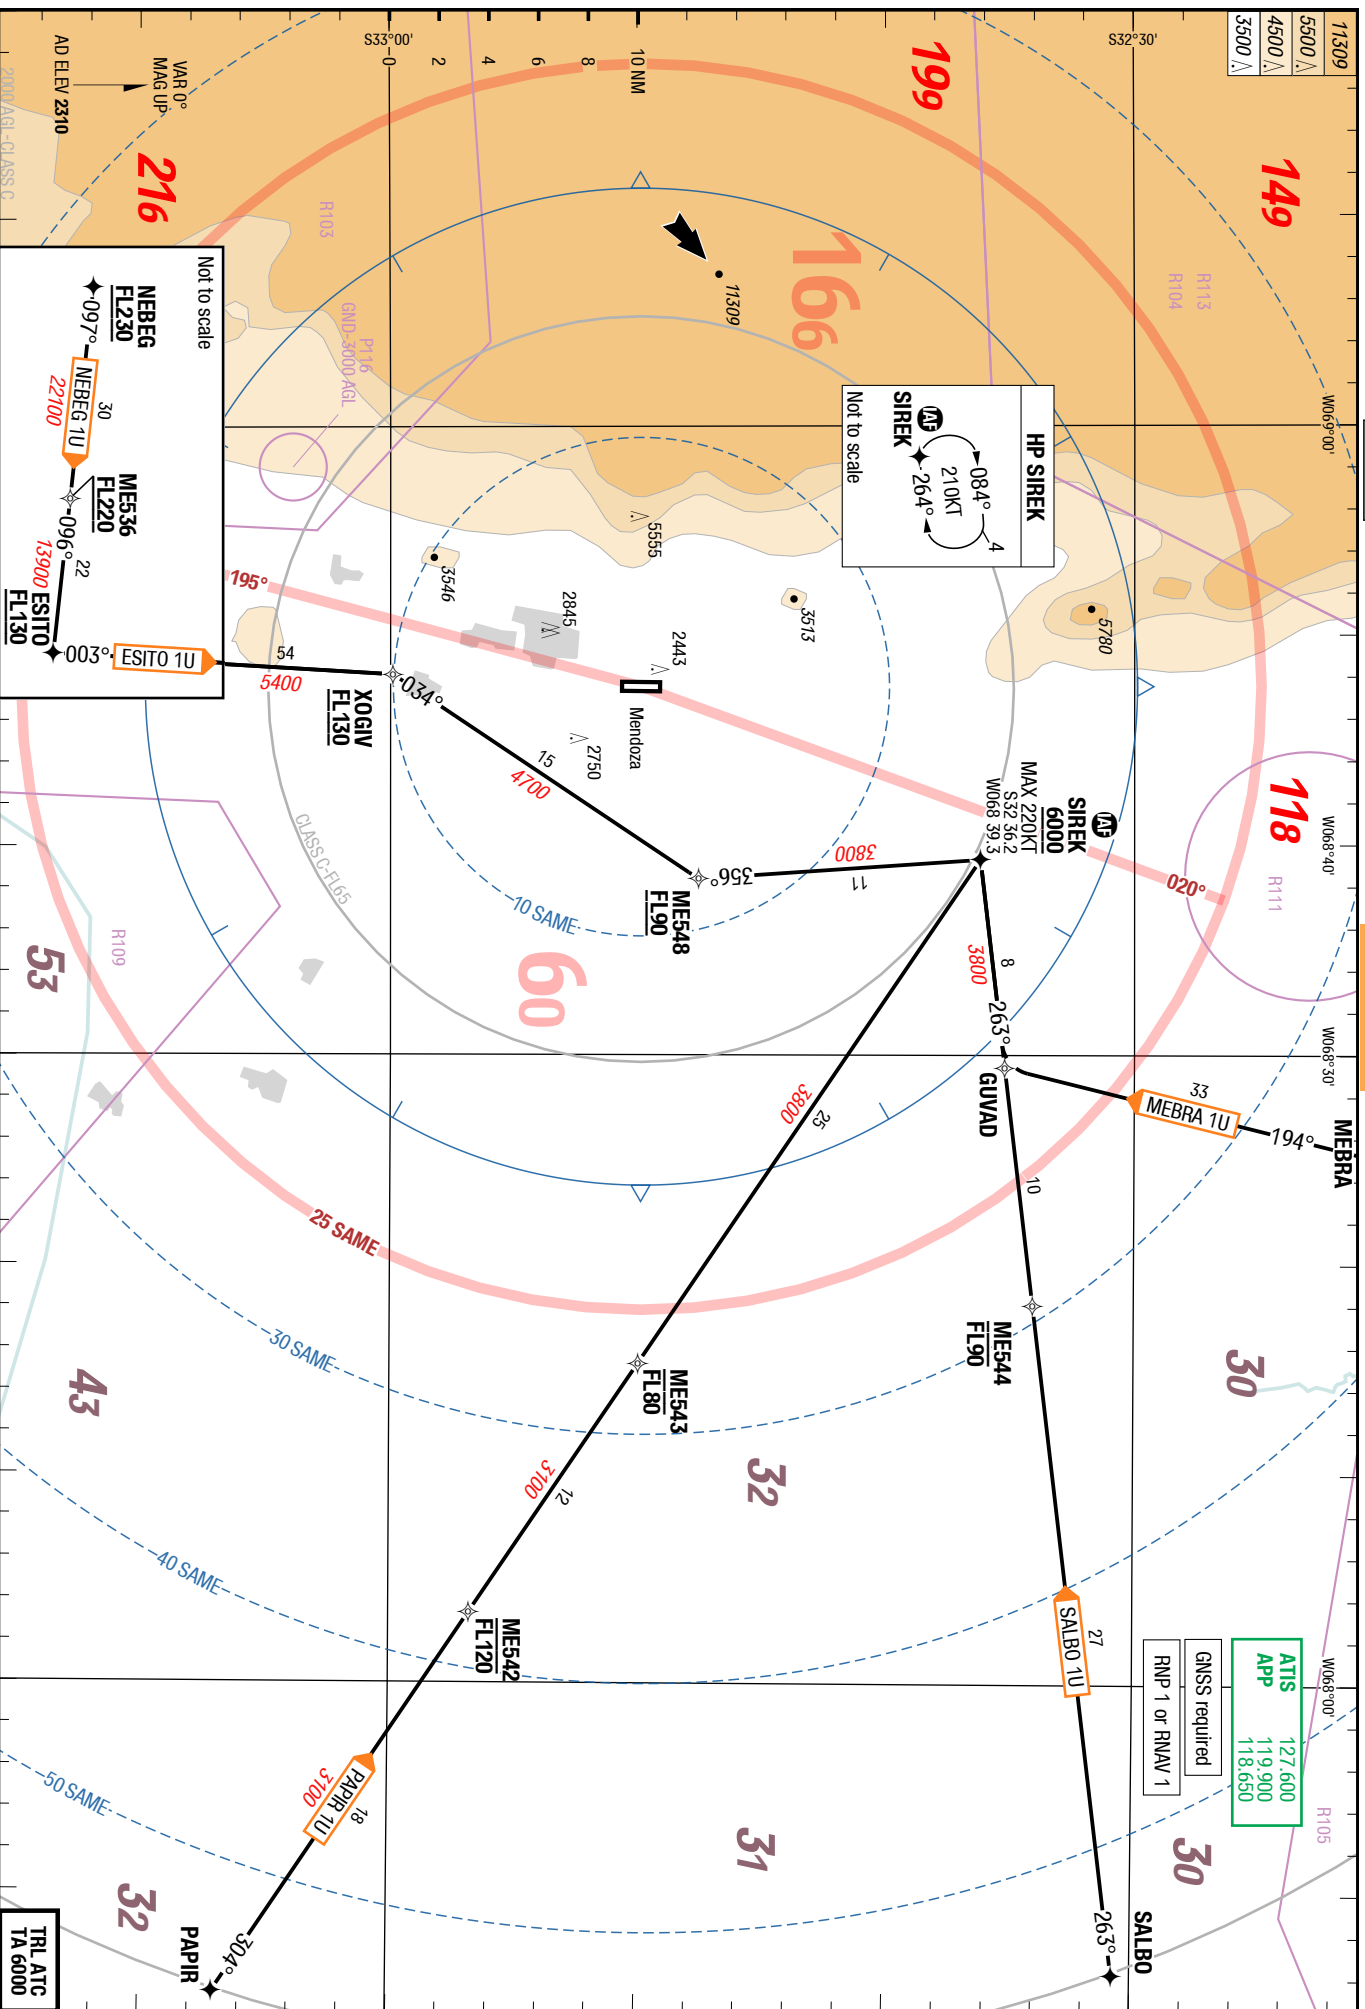 11309
5500
4500
3500
S33°00'
S32°30'
0
2
4
6
8
10 NM
VAR 0°
MAG UP
AD ELEV 2310
2000 AGL-CLASS C
199
149
216
166
118
60
53
43
32
30
31
30
32
R103
R113
R104
P116
GND-3000 AGL
R111
R109
R105
11309
W069°00'
W068°40'
W068°30'
W068°00'
HP SIREK
IAF
SIREK
084°
210KT
264°
4
Not to scale
Not to scale
NEBEG
FL230
097°
30
NEBEG 1U
22100
ME536
FL220
096°
22
13900
ESITO
FL130
003°
ESITO 1U
54
5400
XOGIV
FL130
034°
15
4700
ME548
FL90
356°
3800
11
IAF
SIREK
6000
MAX 220KT
S32 36.2
W068 39.3
8
3800
263°
GUVAD
33
MEBRA 1U
194°
MEBRA
10
ME544
FL90
27
SALBO 1U
263°
SALBO
25
3800
ME543
FL80
12
3100
ME542
FL120
18
PAPIR 1U
3100
304°
PAPIR
5555
3546
2845
2443
3513
5780
2750
Mendoza
195°
020°
CLASS C-FL65
10 SAME
25 SAME
30 SAME
40 SAME
50 SAME
ATIS 127.600
APP 119.900
118.650
GNSS required
RNP 1 or RNAV 1
TRL ATC
TA 6000